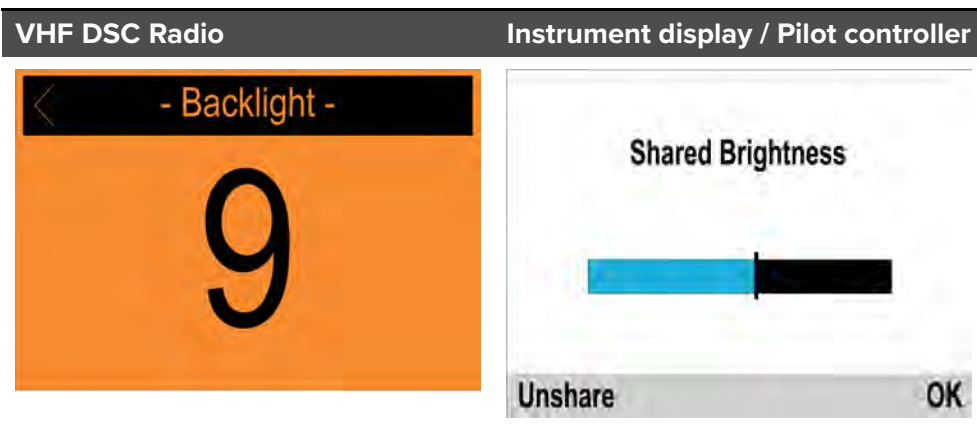 VHF DSC Radio
Instrument display / Pilot controller
- Backlight -
9
Shared Brightness
Unshare OK